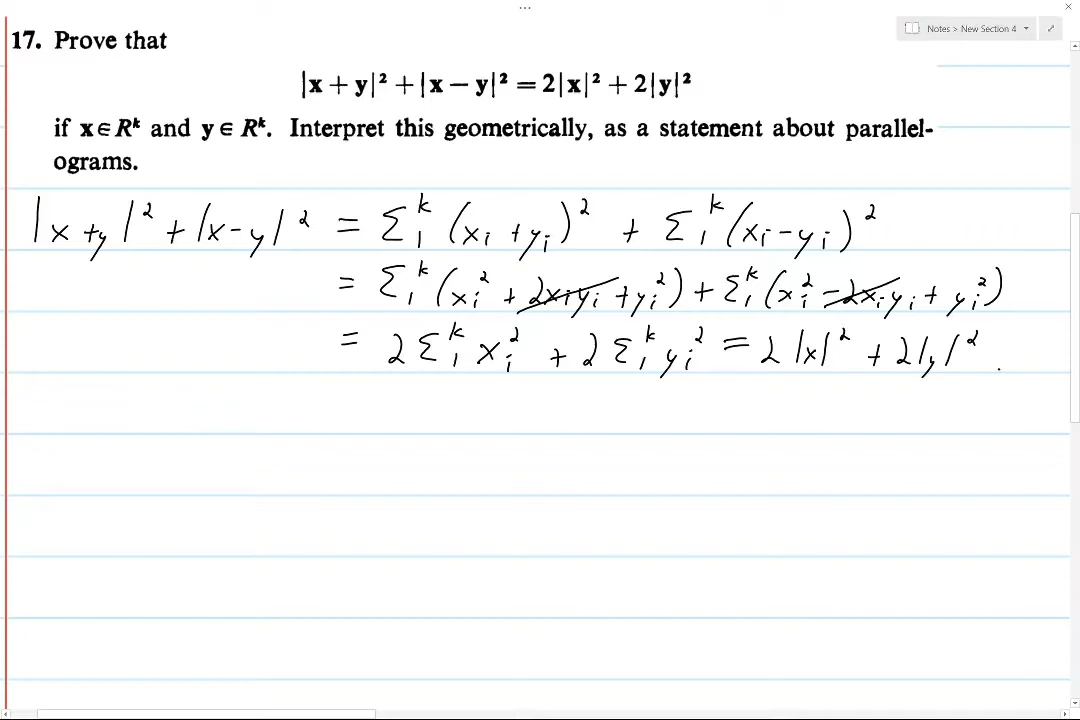 Notes > New Section 4
17. Prove that
|x + y|² + |x − y|² = 2|x|² + 2|y|²
if x ∈ Rᵏ and y ∈ Rᵏ. Interpret this geometrically, as a statement about parallel-
ograms.
|x + y|² + |x − y|² = Σ₁ᵏ (xᵢ + yᵢ)² + Σ₁ᵏ (xᵢ − yᵢ)²
= Σ₁ᵏ (xᵢ² + 2xᵢyᵢ + yᵢ²) + Σ₁ᵏ (xᵢ² − 2xᵢyᵢ + yᵢ²)
= 2 Σ₁ᵏ xᵢ² + 2 Σ₁ᵏ yᵢ² = 2|x|² + 2|y|².